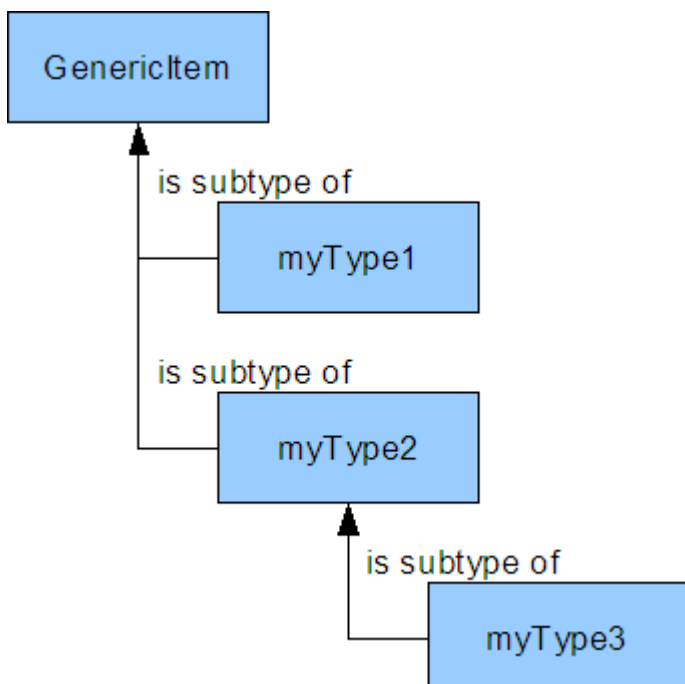 GenericItem
is subtype of
myType1
is subtype of
myType2
is subtype of
myType3